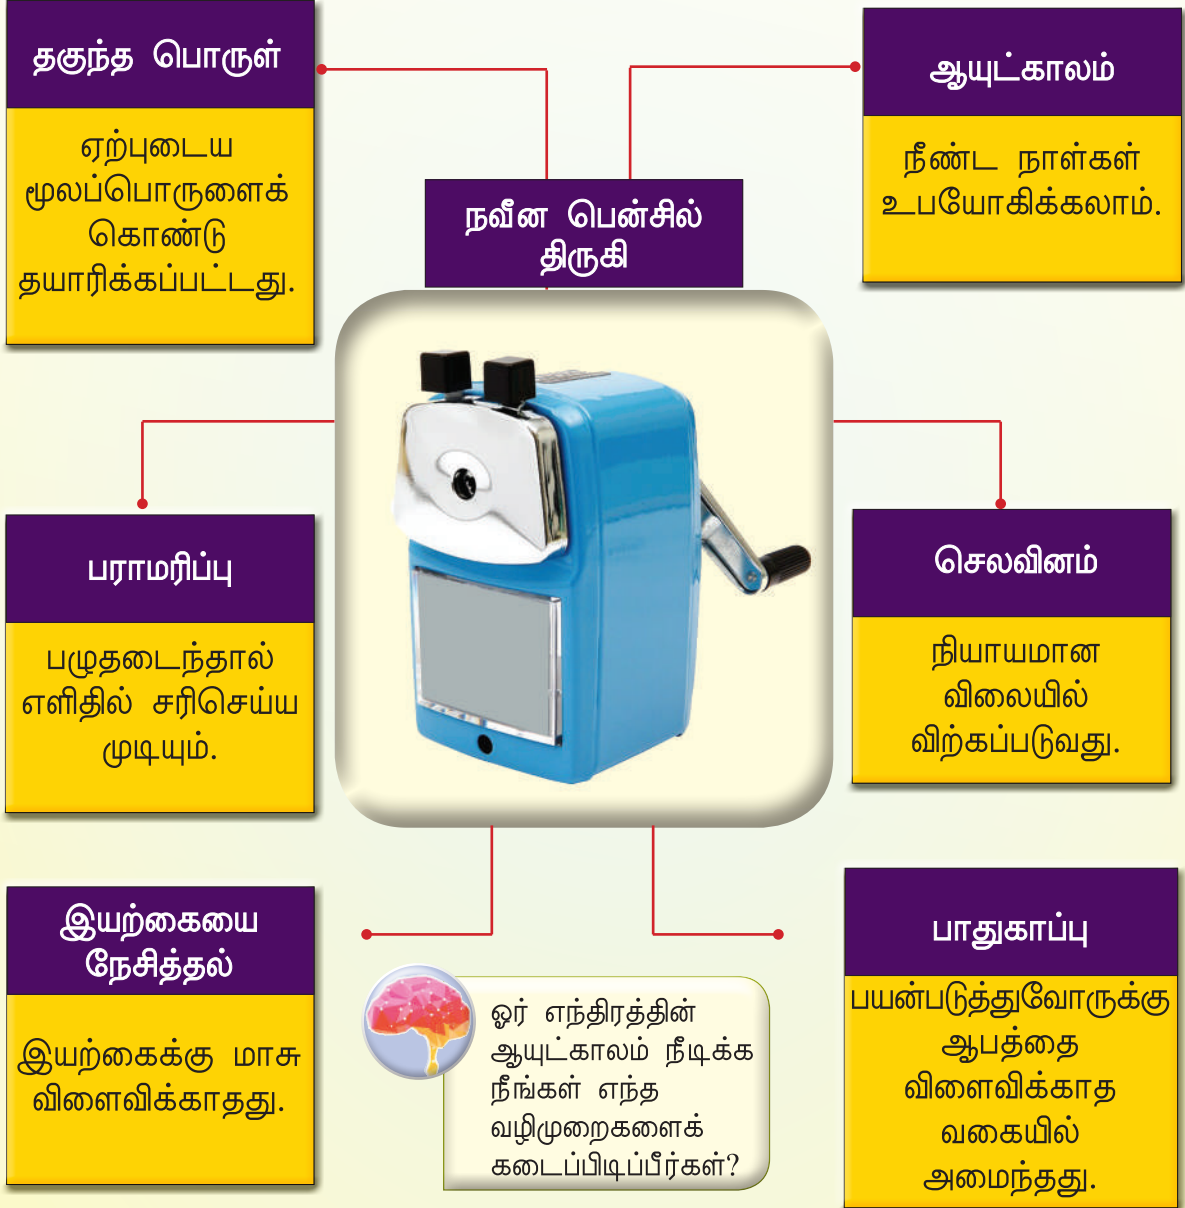 தகுந்த பொருள்
ஏற்புடைய
மூலப்பொருளைக்
கொண்டு
தயாரிக்கப்பட்டது.
ஆயுட்காலம்
நீண்ட நாள்கள்
உபயோகிக்கலாம்.
நவீன பென்சில்
திருகி
பராமரிப்பு
பழுதடைந்தால்
எளிதில் சரிசெய்ய
முடியும்.
செலவினம்
நியாயமான
விலையில்
விற்கப்படுவது.
இயற்கையை
நேசித்தல்
இயற்கைக்கு மாசு
விளைவிக்காதது.
ஓர் எந்திரத்தின்
ஆயுட்காலம் நீடிக்க
நீங்கள் எந்த
வழிமுறைகளைக்
கடைப்பிடிப்பீர்கள்?
பாதுகாப்பு
பயன்படுத்துவோருக்கு
ஆபத்தை
விளைவிக்காத
வகையில்
அமைந்தது.